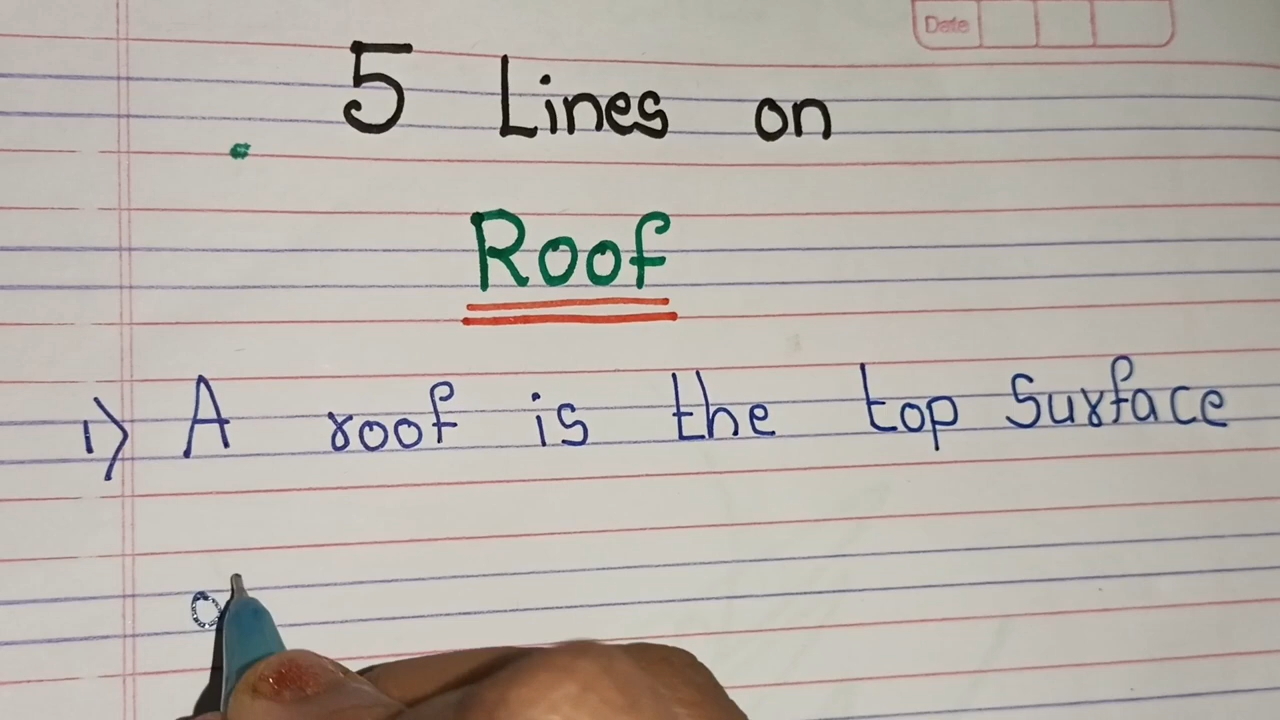 Date
5 Lines on
Roof
1) A roof is the top Surface
o